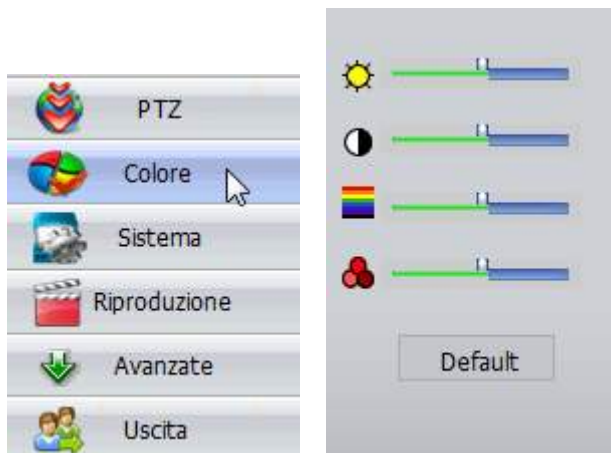 PTZ
Colore
Sistema
Riproduzione
Avanzate
Uscita
Default